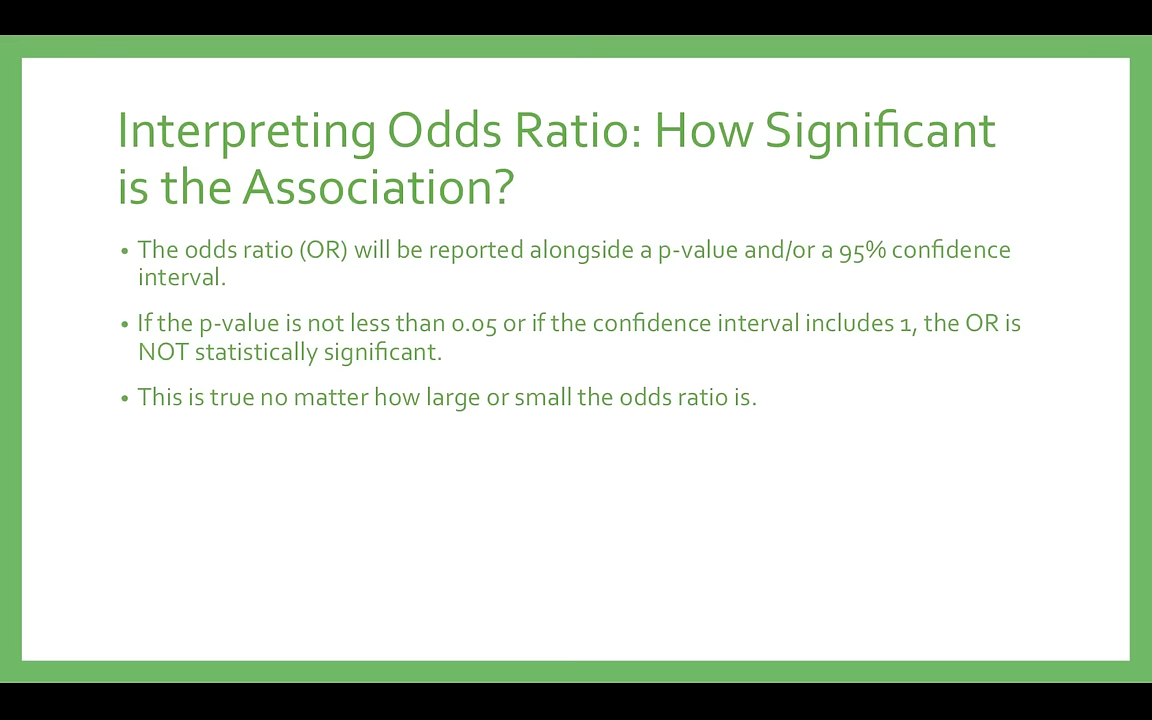 Interpreting Odds Ratio: How Significant
is the Association?
• The odds ratio (OR) will be reported alongside a p-value and/or a 95% confidence
interval.
• If the p-value is not less than 0.05 or if the confidence interval includes 1, the OR is
NOT statistically significant.
• This is true no matter how large or small the odds ratio is.